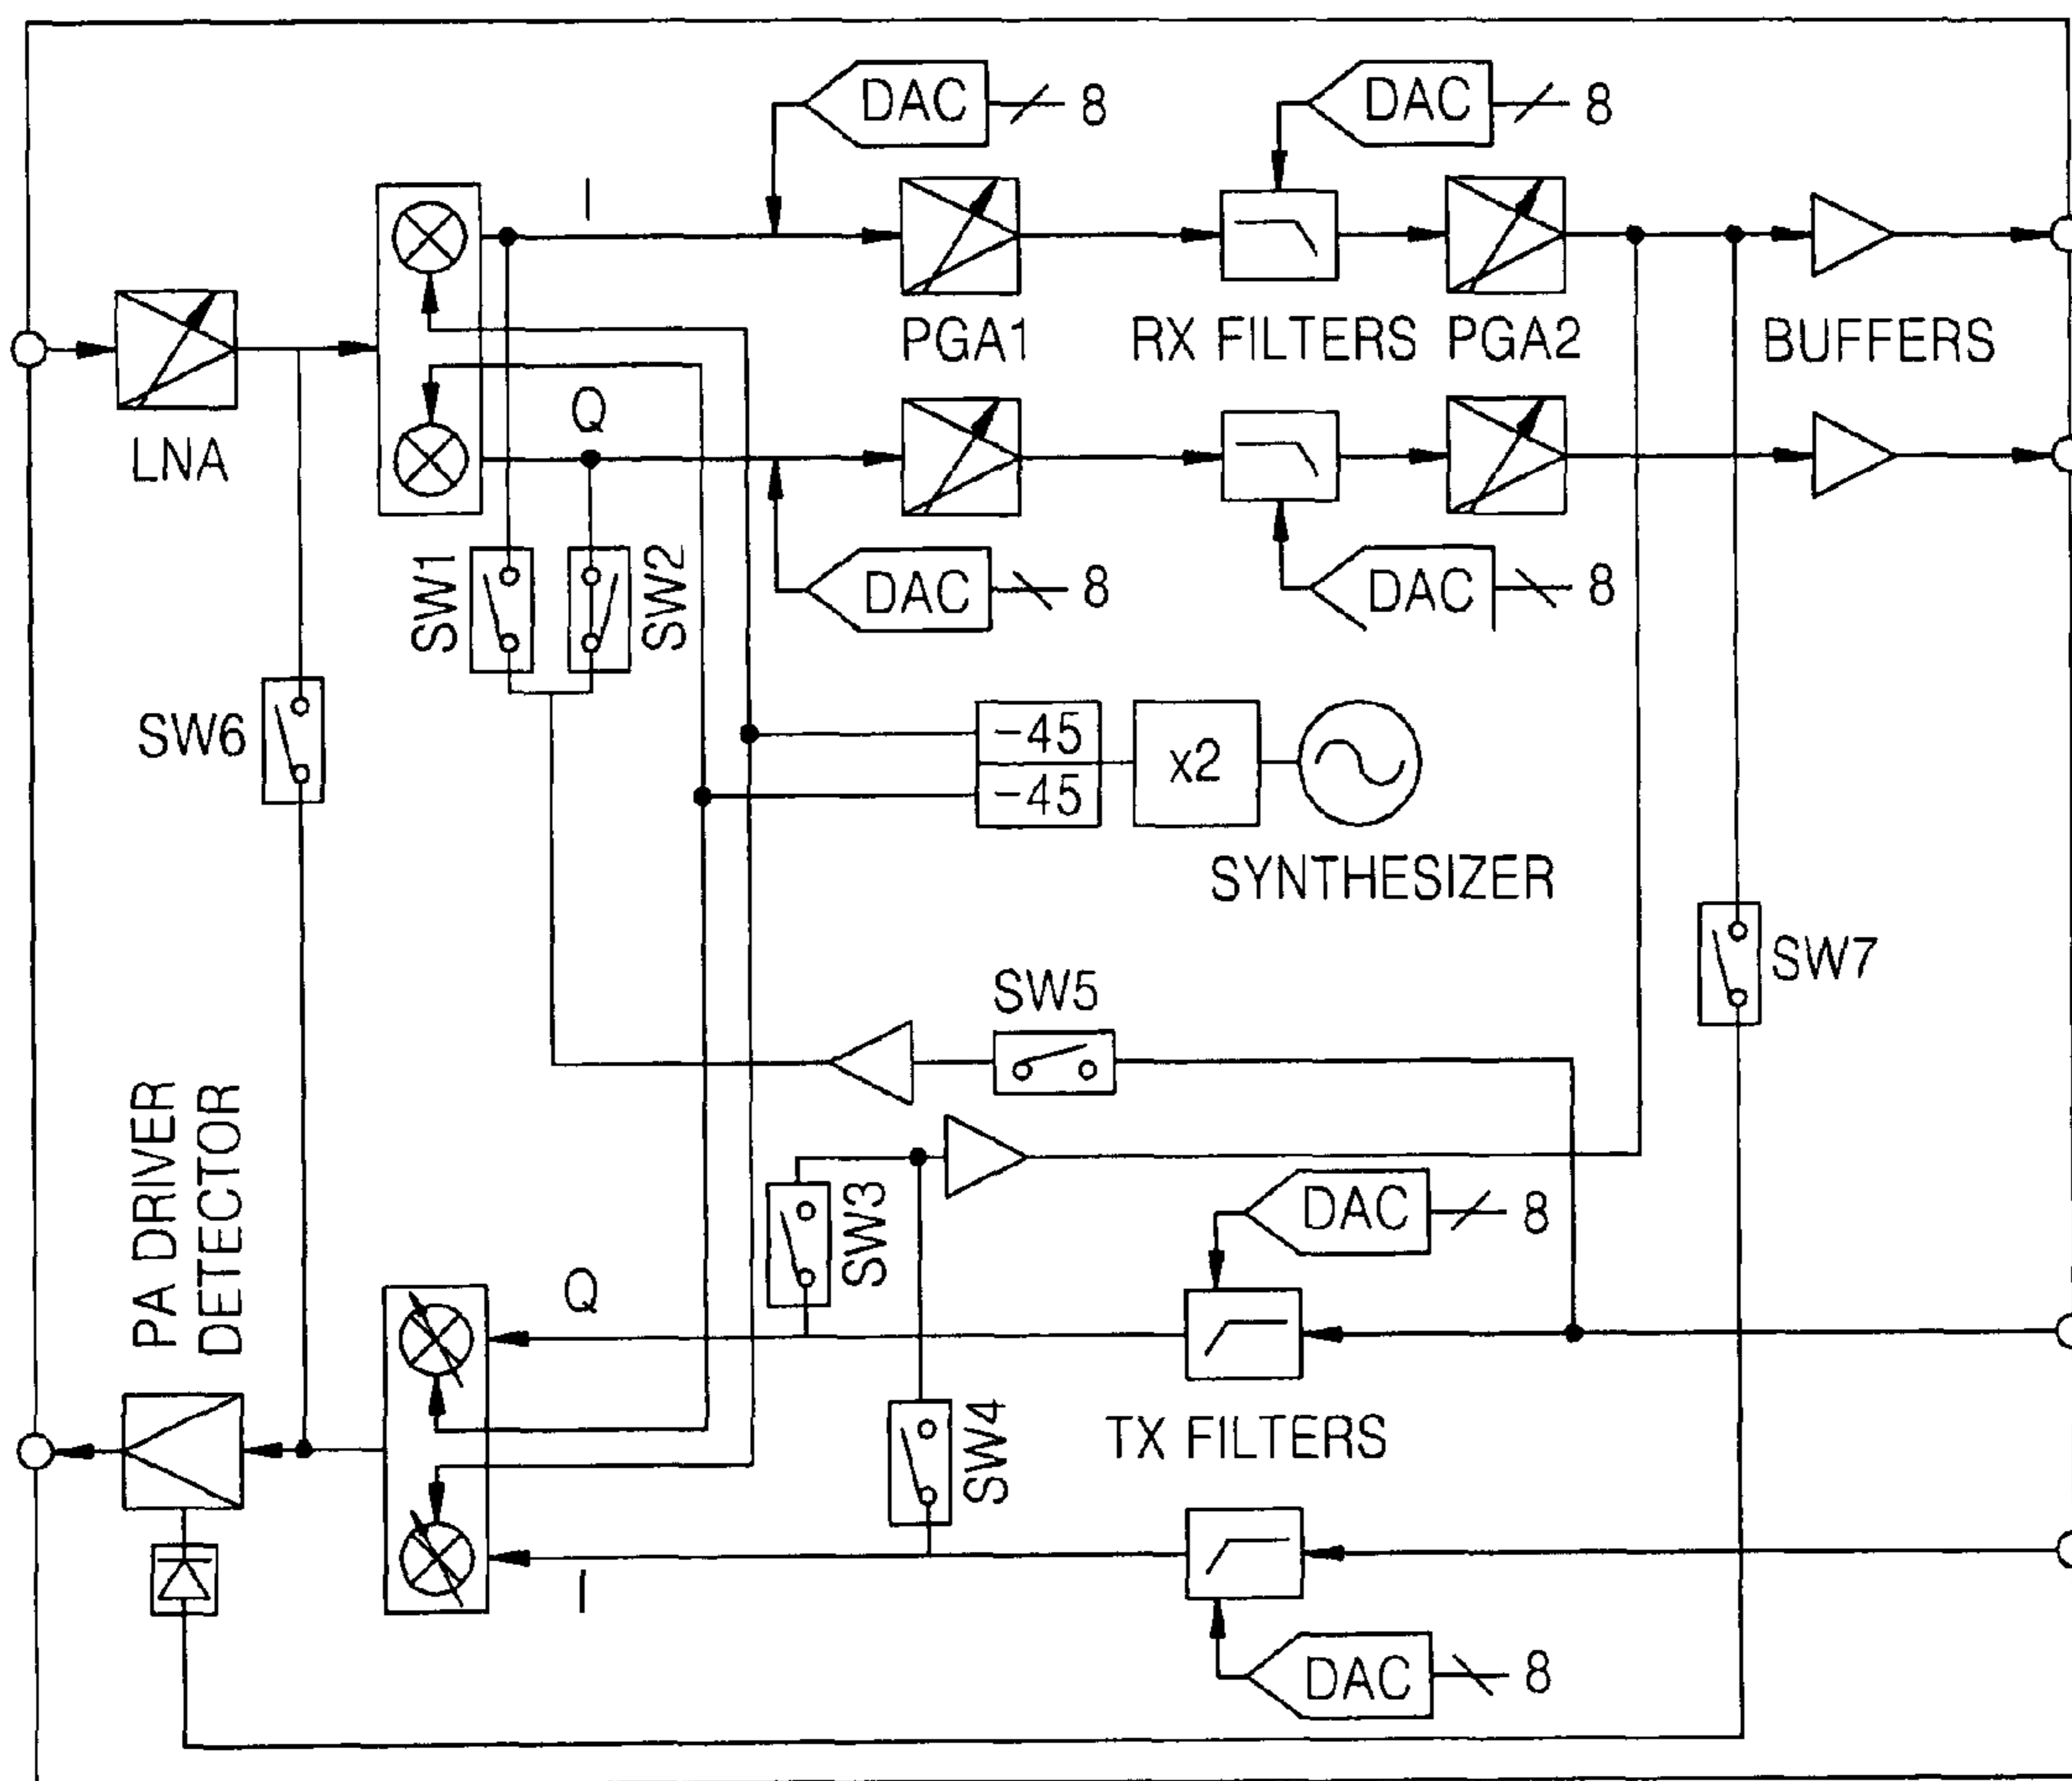 DAC 8 DAC 8
I
PGA1 RX FILTERS PGA2 BUFFERS
LNA
Q
DAC 8 DAC 8
SW1
SW2
SW6
-45
-45
x2
SYNTHESIZER
SW7
SW5
PA DRIVER
DETECTOR
SW3
DAC 8
Q
SW4
TX FILTERS
I
DAC 8